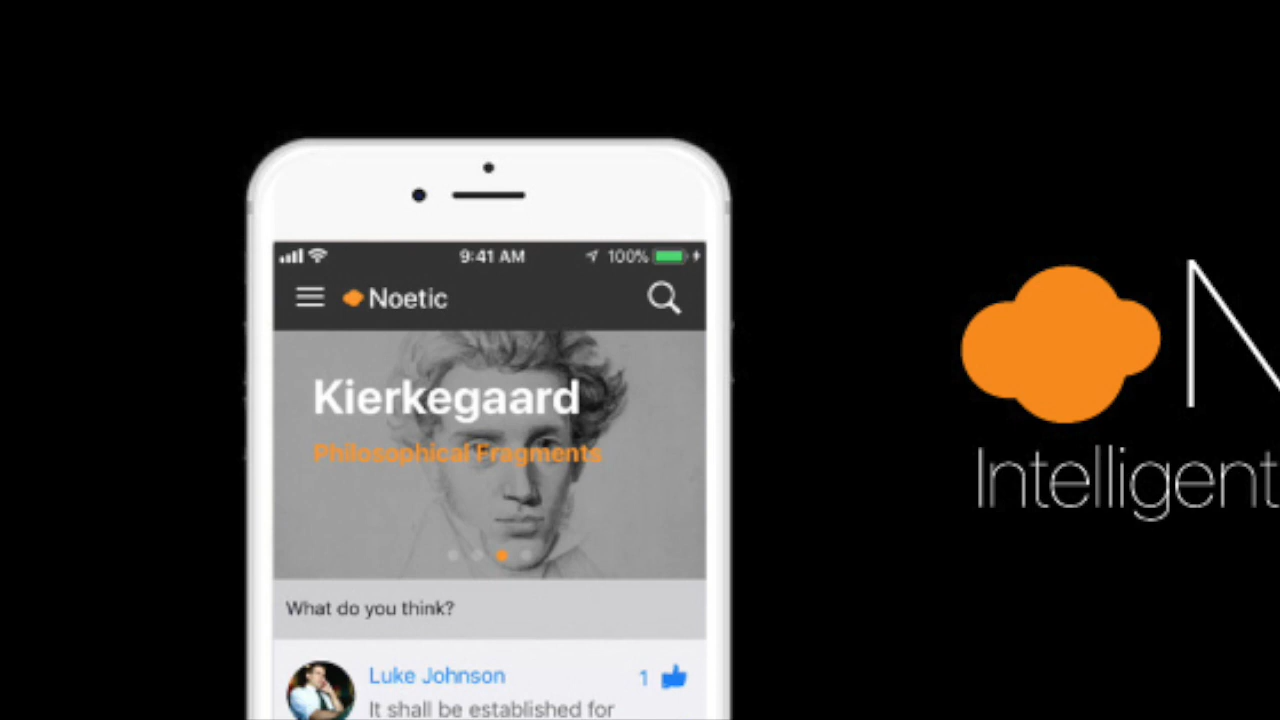 9:41 AM 100%
Noetic
Kierkegaard
Philosophical Fragments
What do you think?
Luke Johnson 1
It shall be established for
N
Intelligent